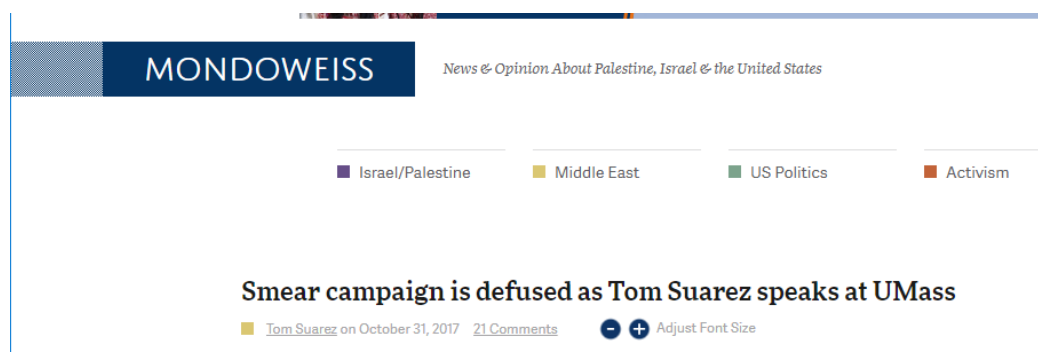 MONDOWEISS
News & Opinion About Palestine, Israel & the United States
Israel/Palestine Middle East US Politics Activism
Smear campaign is defused as Tom Suarez speaks at UMass
Tom Suarez on October 31, 2017 21 Comments - + Adjust Font Size